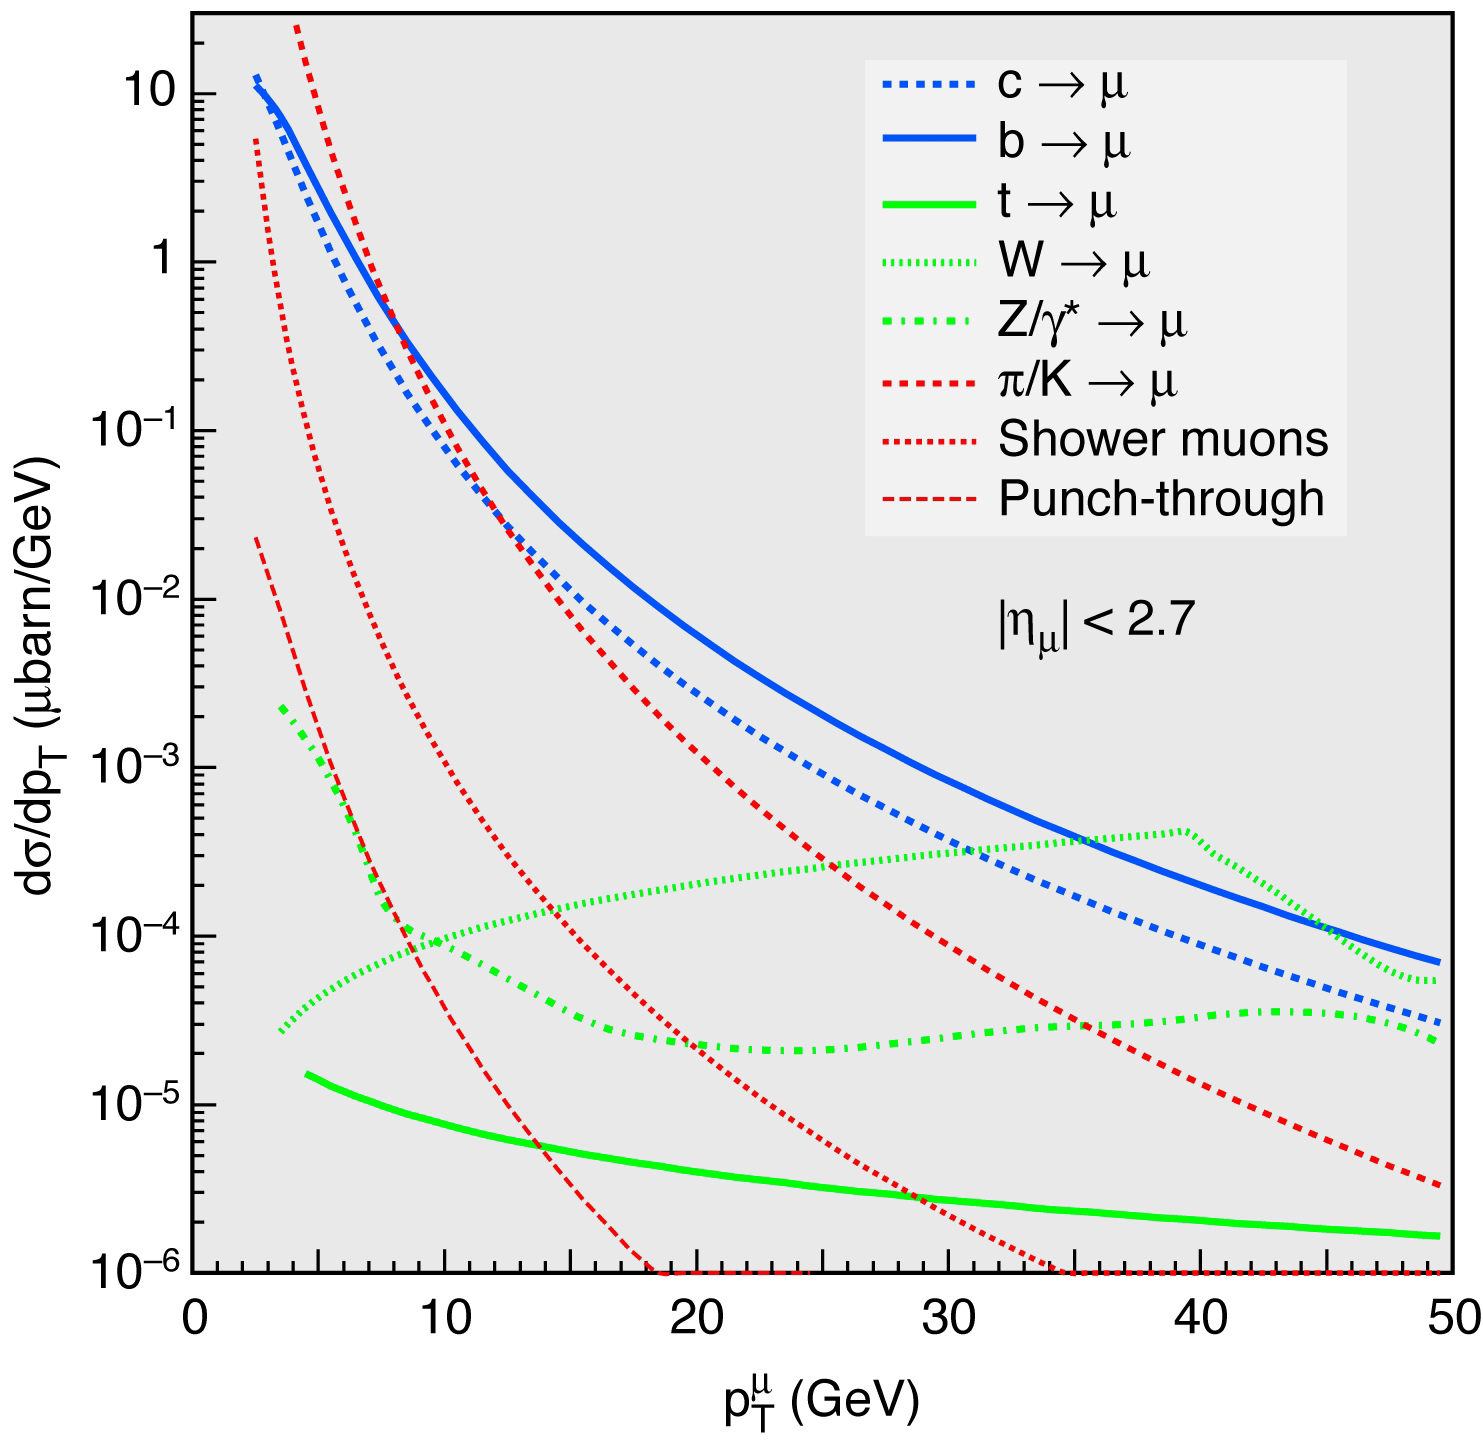 10
1
10⁻¹
10⁻²
10⁻³
10⁻⁴
10⁻⁵
10⁻⁶
dσ/dp_T (μbarn/GeV)
c → μ
b → μ
t → μ
W → μ
Z/γ* → μ
π/K → μ
Shower muons
Punch-through
|η_μ| < 2.7
0 10 20 30 40 50
p_T^μ (GeV)